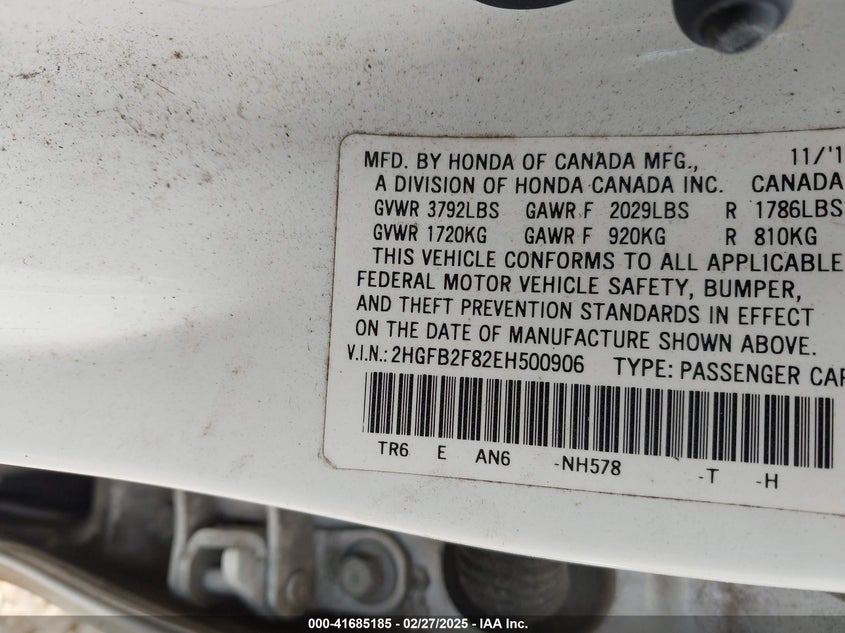 MFD. BY HONDA OF CANADA MFG., 11/'1
A DIVISION OF HONDA CANADA INC. CANADA
GVWR 3792LBS GAWR F 2029LBS R 1786LBS
GVWR 1720KG GAWR F 920KG R 810KG
THIS VEHICLE CONFORMS TO ALL APPLICABLE
FEDERAL MOTOR VEHICLE SAFETY, BUMPER,
AND THEFT PREVENTION STANDARDS IN EFFECT
ON THE DATE OF MANUFACTURE SHOWN ABOVE.
V.I.N.: 2HGFB2F82EH500906 TYPE: PASSENGER CAR
TR6 E AN6 -NH578 -T -H
000-41685185 - 02/27/2025 - IAA Inc.